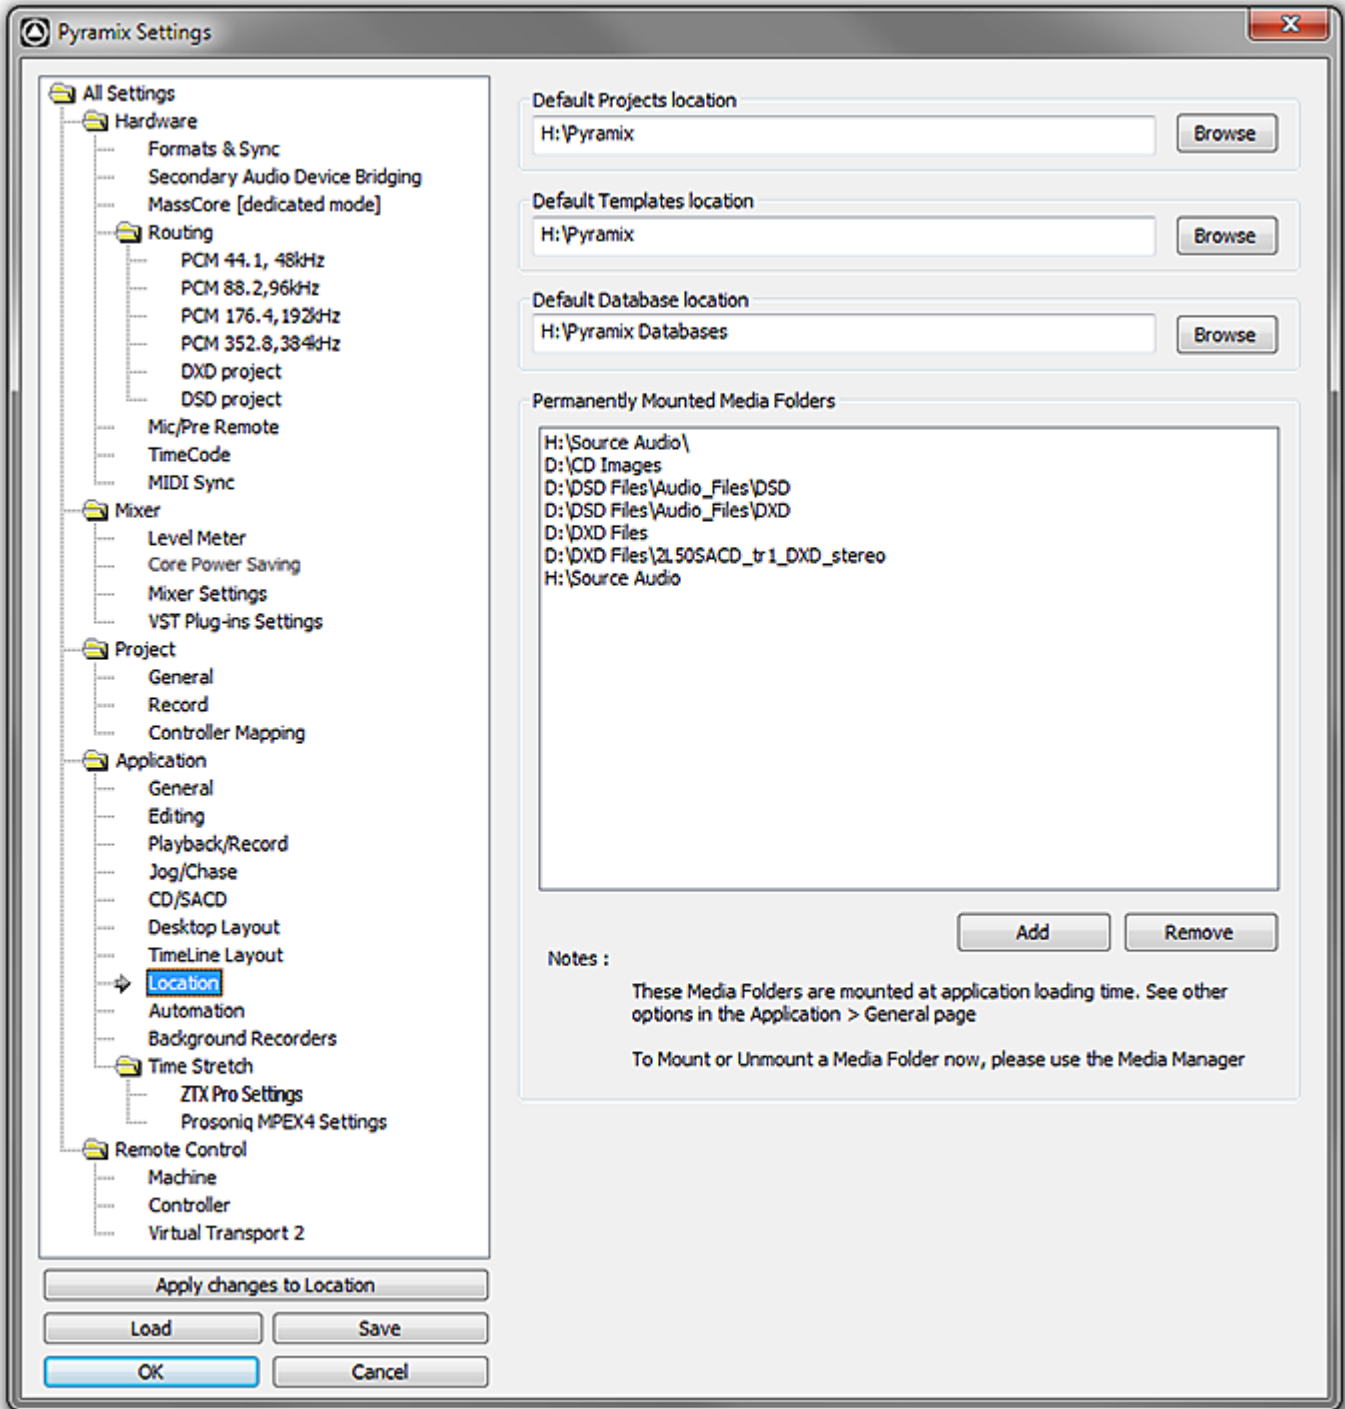 Pyramix Settings
All Settings
Hardware
Formats & Sync
Secondary Audio Device Bridging
MassCore [dedicated mode]
Routing
PCM 44.1, 48kHz
PCM 88.2,96kHz
PCM 176.4,192kHz
PCM 352.8,384kHz
DXD project
DSD project
Mic/Pre Remote
TimeCode
MIDI Sync
Mixer
Level Meter
Core Power Saving
Mixer Settings
VST Plug-ins Settings
Project
General
Record
Controller Mapping
Application
General
Editing
Playback/Record
Jog/Chase
CD/SACD
Desktop Layout
TimeLine Layout
Location
Automation
Background Recorders
Time Stretch
ZTX Pro Settings
Prosoniq MPEX4 Settings
Remote Control
Machine
Controller
Virtual Transport 2
Apply changes to Location
Load
Save
OK
Cancel
Default Projects location
H:\Pyramix
Browse
Default Templates location
H:\Pyramix
Browse
Default Database location
H:\Pyramix Databases
Browse
Permanently Mounted Media Folders
H:\Source Audio\
D:\CD Images
D:\DSD Files\Audio_Files\DSD
D:\DSD Files\Audio_Files\DXD
D:\DXD Files
D:\DXD Files\2L50SACD_tr1_DXD_stereo
H:\Source Audio
Add
Remove
Notes :
These Media Folders are mounted at application loading time. See other
options in the Application > General page
To Mount or Unmount a Media Folder now, please use the Media Manager